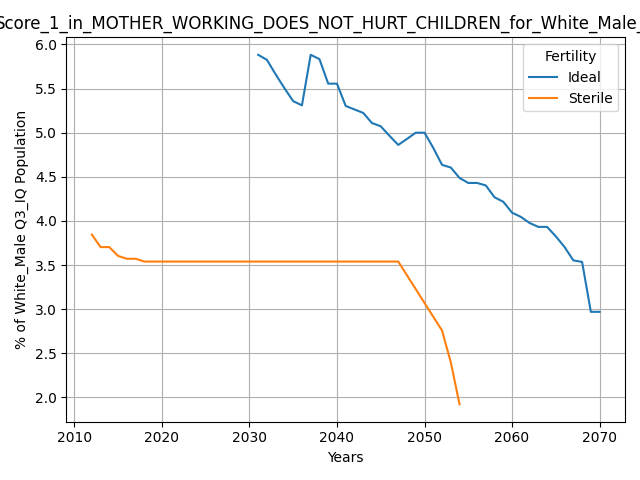 Score_1_in_MOTHER_WORKING_DOES_NOT_HURT_CHILDREN_for_White_Male_
6.0
5.5
5.0
4.5
4.0
3.5
3.0
2.5
2.0
% of White_Male Q3_IQ Population
Fertility
Ideal
Sterile
2010 2020 2030 2040 2050 2060 2070
Years